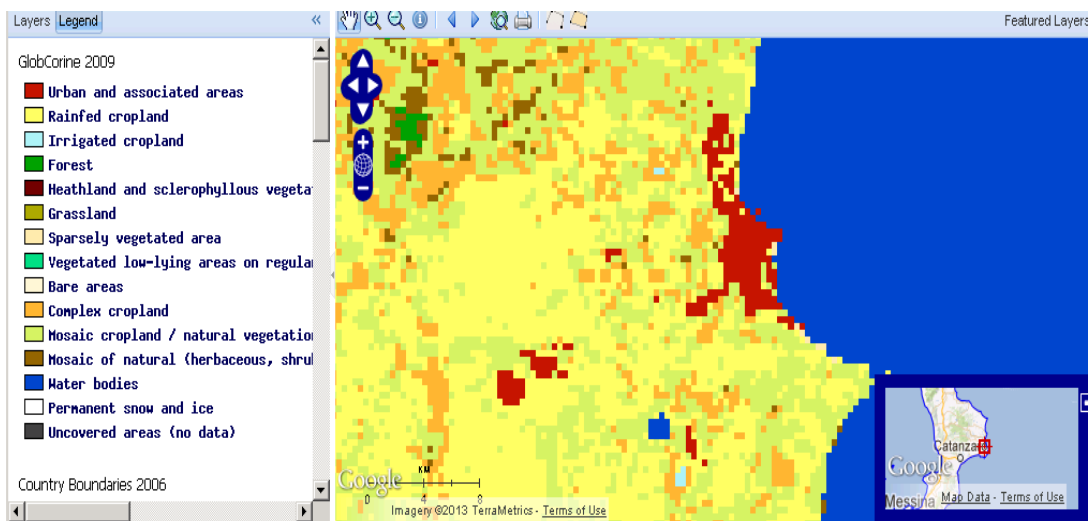 Layers Legend
Featured Layers
GlobCorine 2009
Urban and associated areas
Rainfed cropland
Irrigated cropland
Forest
Heathland and sclerophyllous vegeta
Grassland
Sparsely vegetated area
Vegetated low-lying areas on regula
Bare areas
Complex cropland
Mosaic cropland / natural vegetation
Mosaic of natural (herbaceous, shru
Water bodies
Permanent snow and ice
Uncovered areas (no data)
Country Boundaries 2006
KM
0 4 8
Google
Imagery ©2013 TerraMetrics - Terms of Use
Catanza
Google
Messina
Map Data - Terms of Use